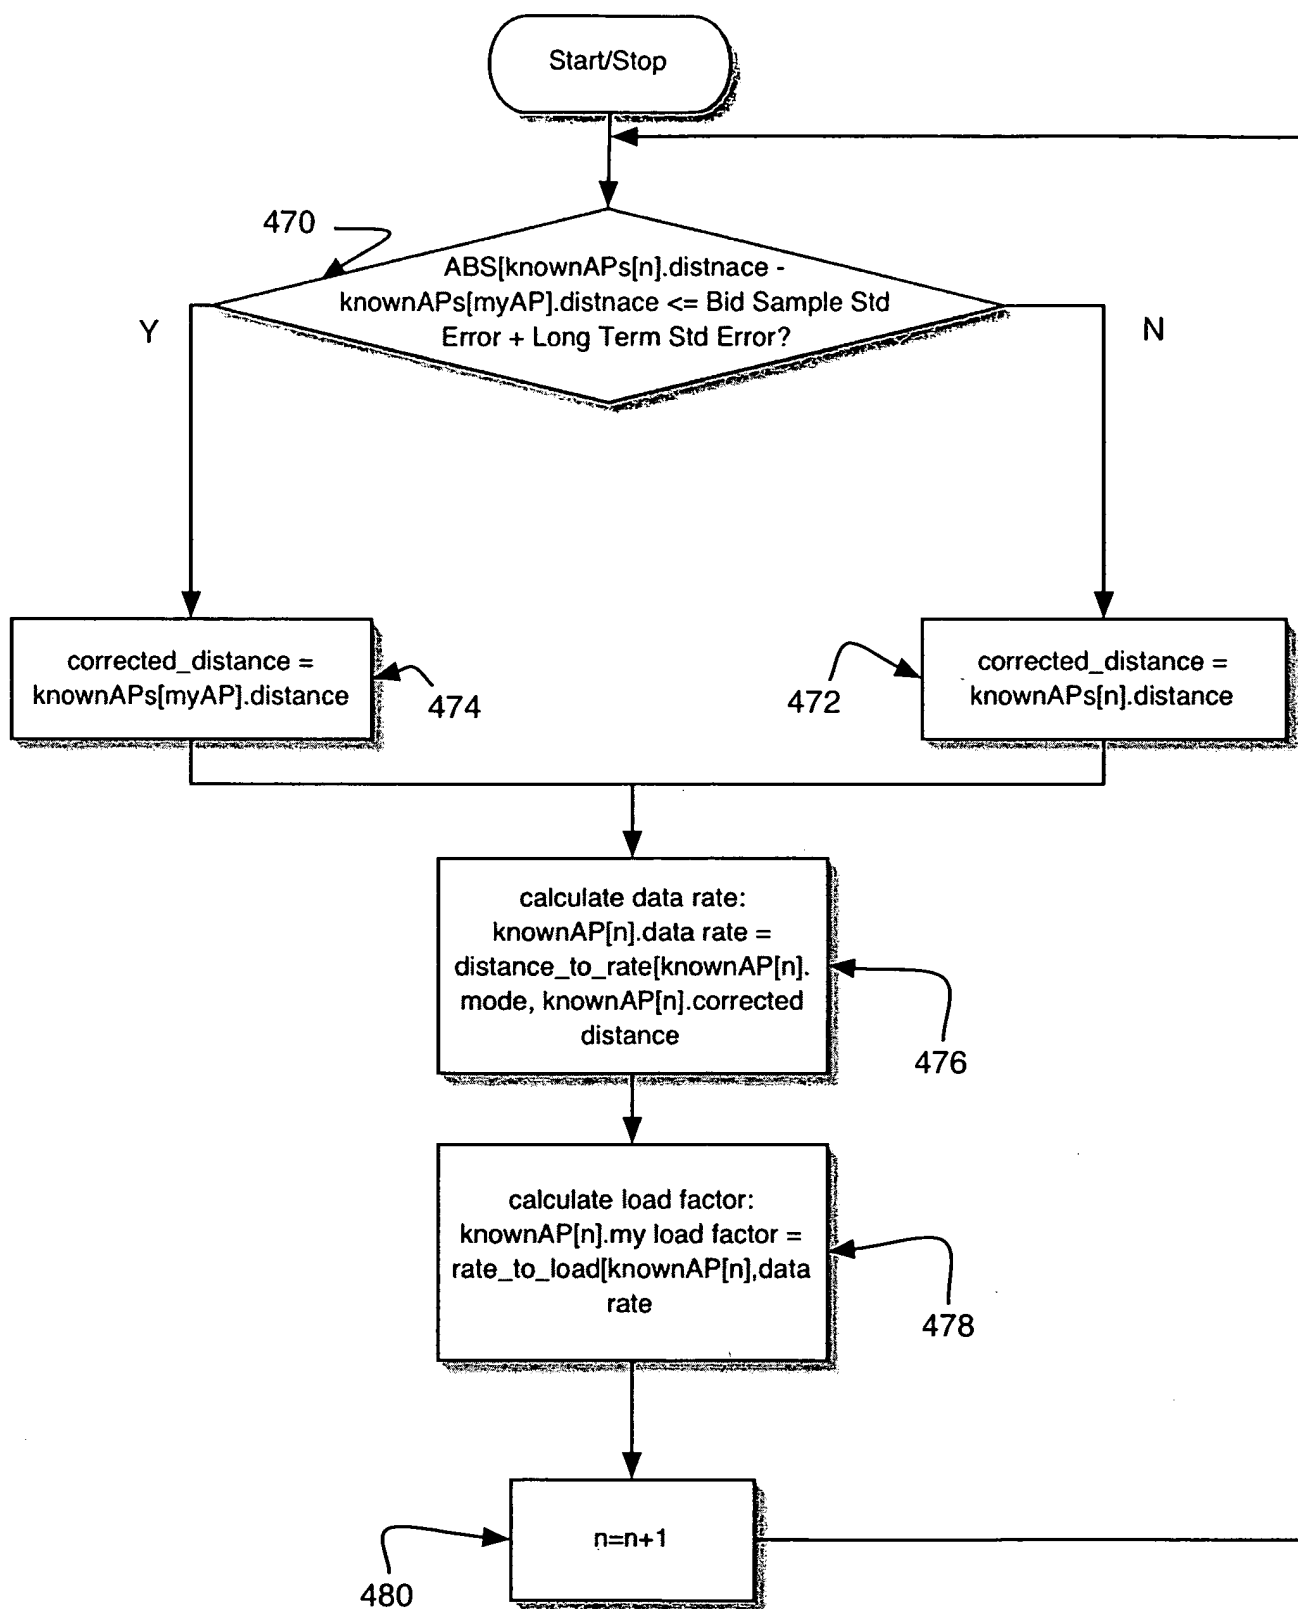 Start/Stop
470
ABS[knownAPs[n].distnace -
knownAPs[myAP].distnace <= Bid Sample Std
Error + Long Term Std Error?
Y
N
corrected_distance =
knownAPs[myAP].distance
474
472
corrected_distance =
knownAPs[n].distance
calculate data rate:
knownAP[n].data rate =
distance_to_rate[knownAP[n].
mode, knownAP[n].corrected
distance
476
calculate load factor:
knownAP[n].my load factor =
rate_to_load[knownAP[n],data
rate
478
n=n+1
480